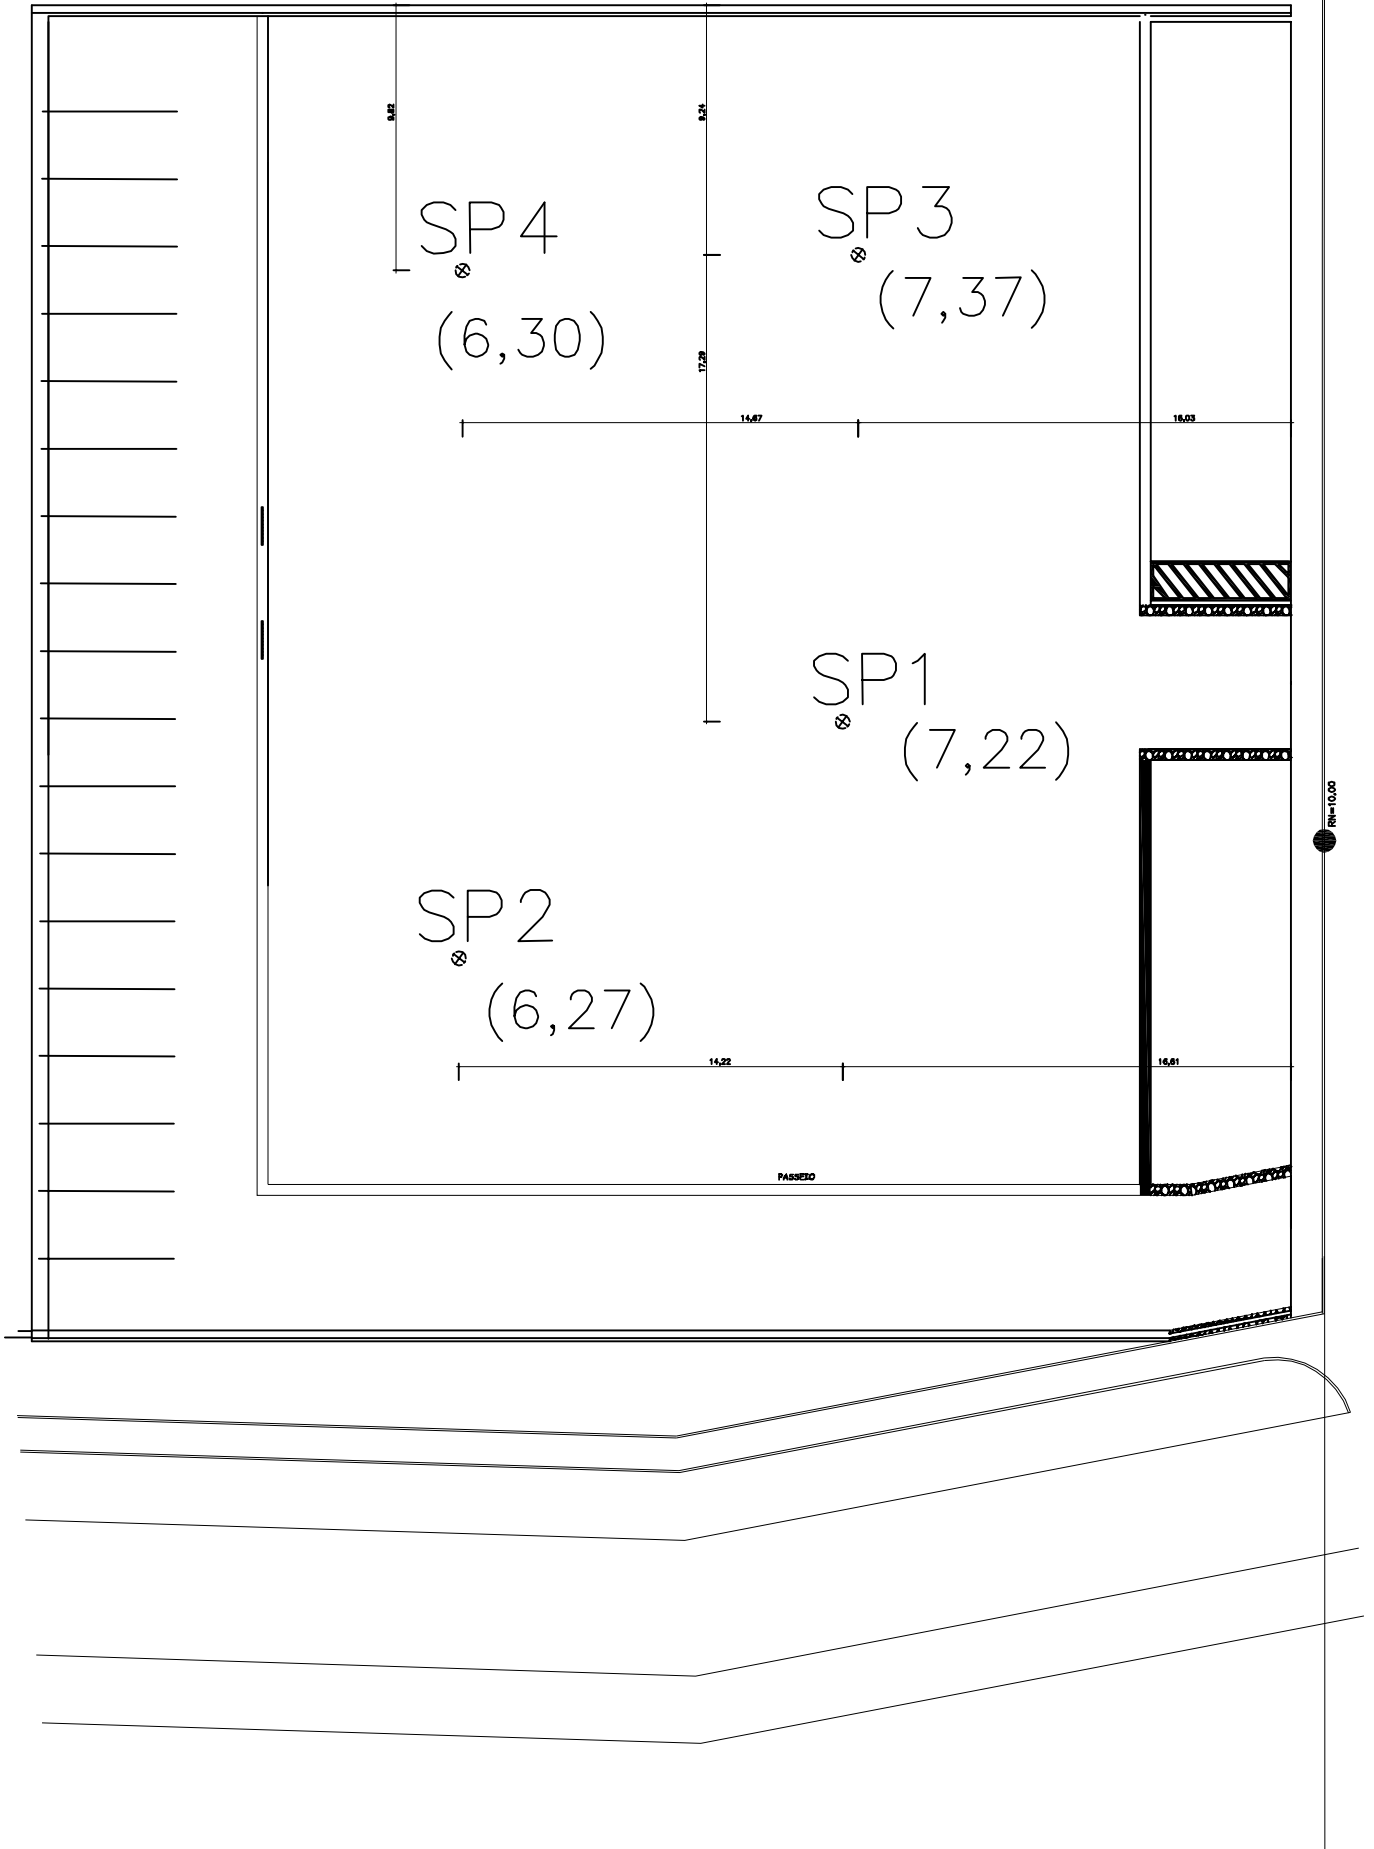 9,82
9,24
SP4
SP3
(7,37)
(6,30)
17,29
14,67
16,03
SP1
(7,22)
RN=10,00
SP2
(6,27)
14,22
16,61
PASSEIO